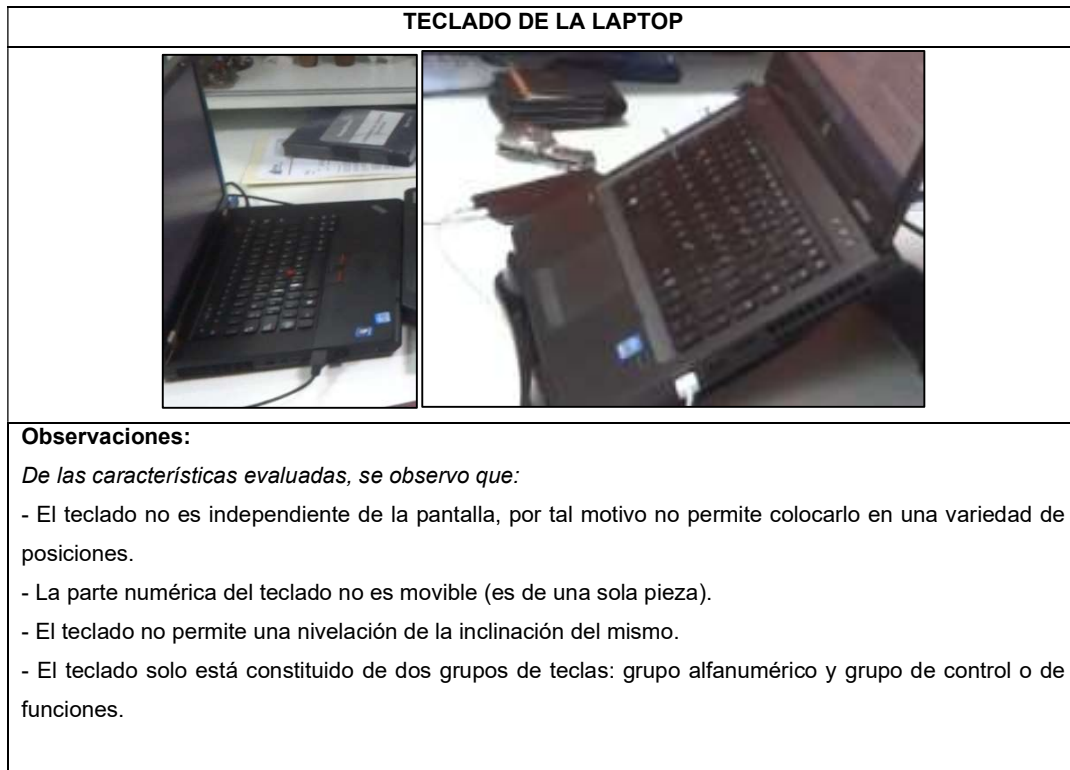 TECLADO DE LA LAPTOP
Observaciones:
De las características evaluadas, se observo que:
- El teclado no es independiente de la pantalla, por tal motivo no permite colocarlo en una variedad de
posiciones.
- La parte numérica del teclado no es movible (es de una sola pieza).
- El teclado no permite una nivelación de la inclinación del mismo.
- El teclado solo está constituido de dos grupos de teclas: grupo alfanumérico y grupo de control o de
funciones.